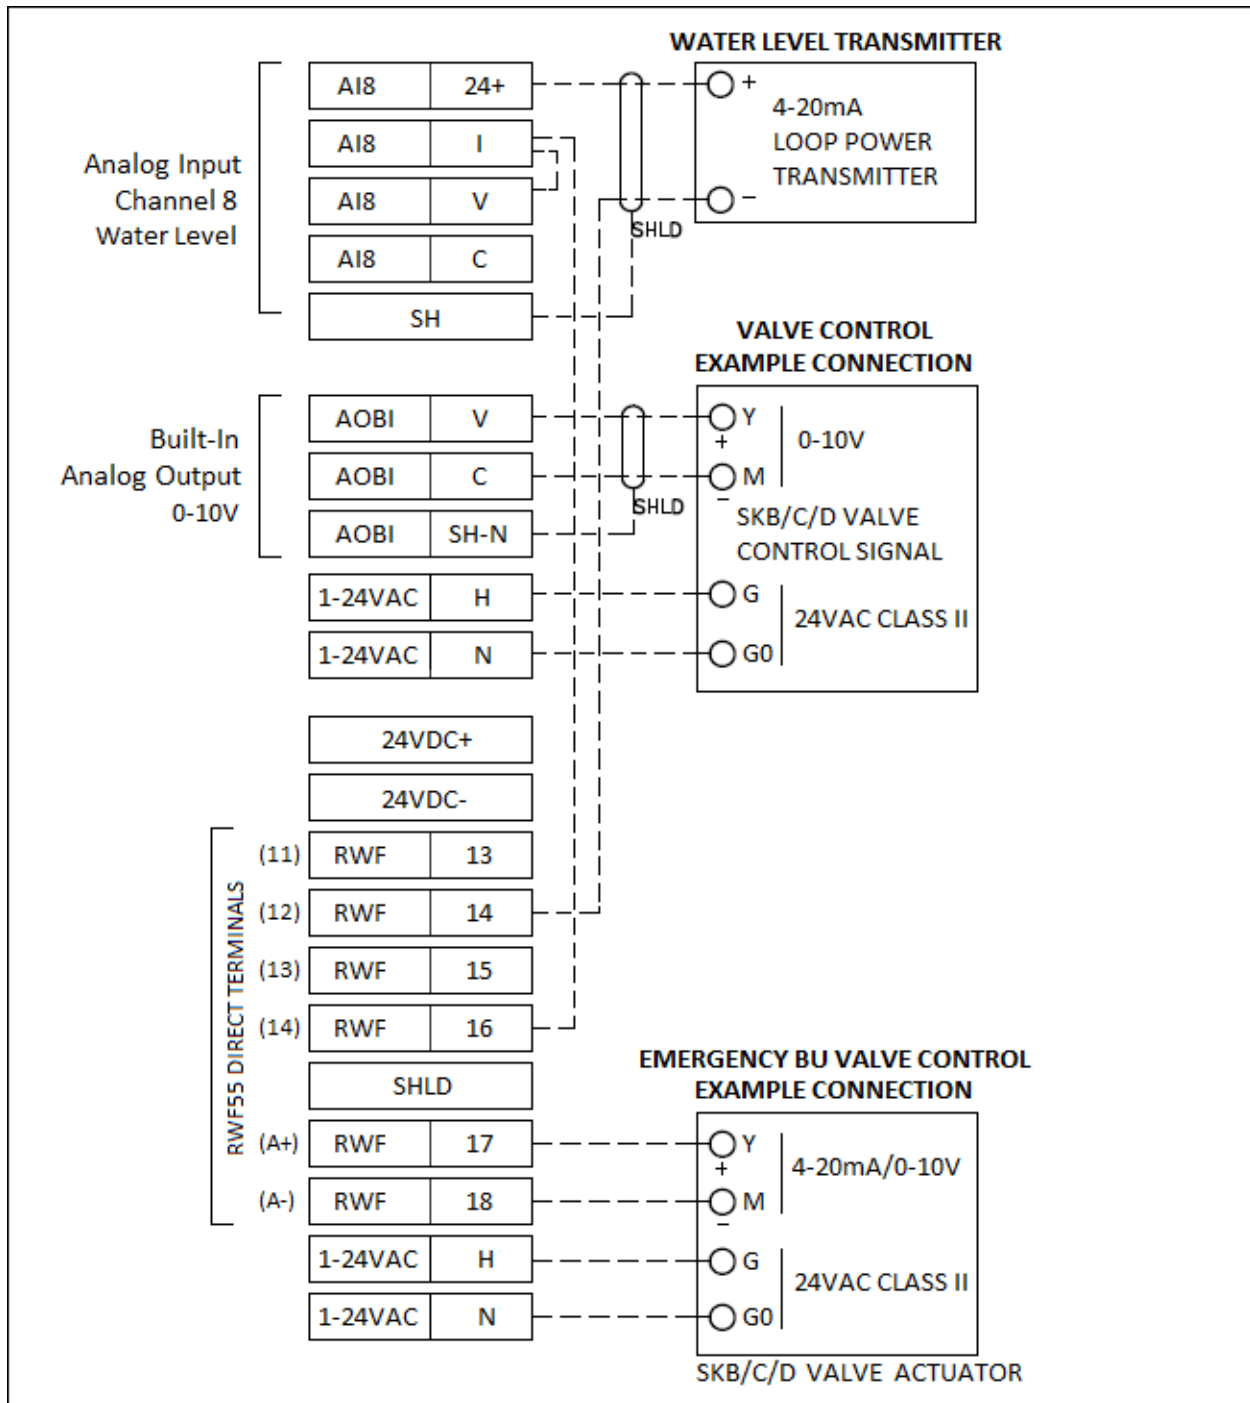 WATER LEVEL TRANSMITTER
AI8 24+
+
4-20mA
LOOP POWER
TRANSMITTER
–
AI8 I
Analog Input
Channel 8
Water Level
AI8 V
SHLD
AI8 C
SH
VALVE CONTROL
EXAMPLE CONNECTION
Built-In
Analog Output
0-10V
AOBI V
Y
+
0-10V
AOBI C
M
–
SHLD
SKB/C/D VALVE
CONTROL SIGNAL
AOBI SH-N
1-24VAC H
G
24VAC CLASS II
1-24VAC N
G0
24VDC+
24VDC-
RWF55 DIRECT TERMINALS
(11) RWF 13
(12) RWF 14
(13) RWF 15
(14) RWF 16
SHLD
EMERGENCY BU VALVE CONTROL
EXAMPLE CONNECTION
(A+) RWF 17
Y
+
4-20mA/0-10V
(A-) RWF 18
M
–
1-24VAC H
G
24VAC CLASS II
1-24VAC N
G0
SKB/C/D VALVE ACTUATOR